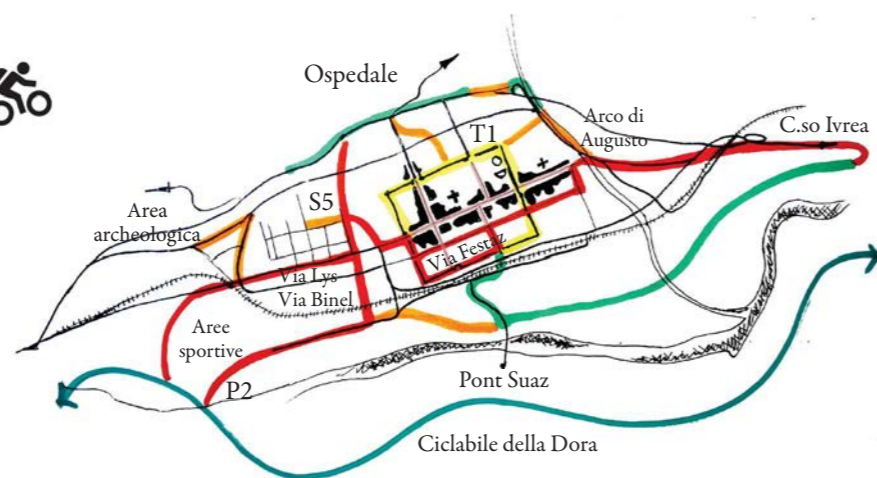 Ospedale
Arco di
Augusto
C.so Ivrea
T1
S5
Area
archeologica
Via Festaz
Via Lys
Via Binel
Aree
sportive
P2
Pont Suaz
Ciclabile della Dora